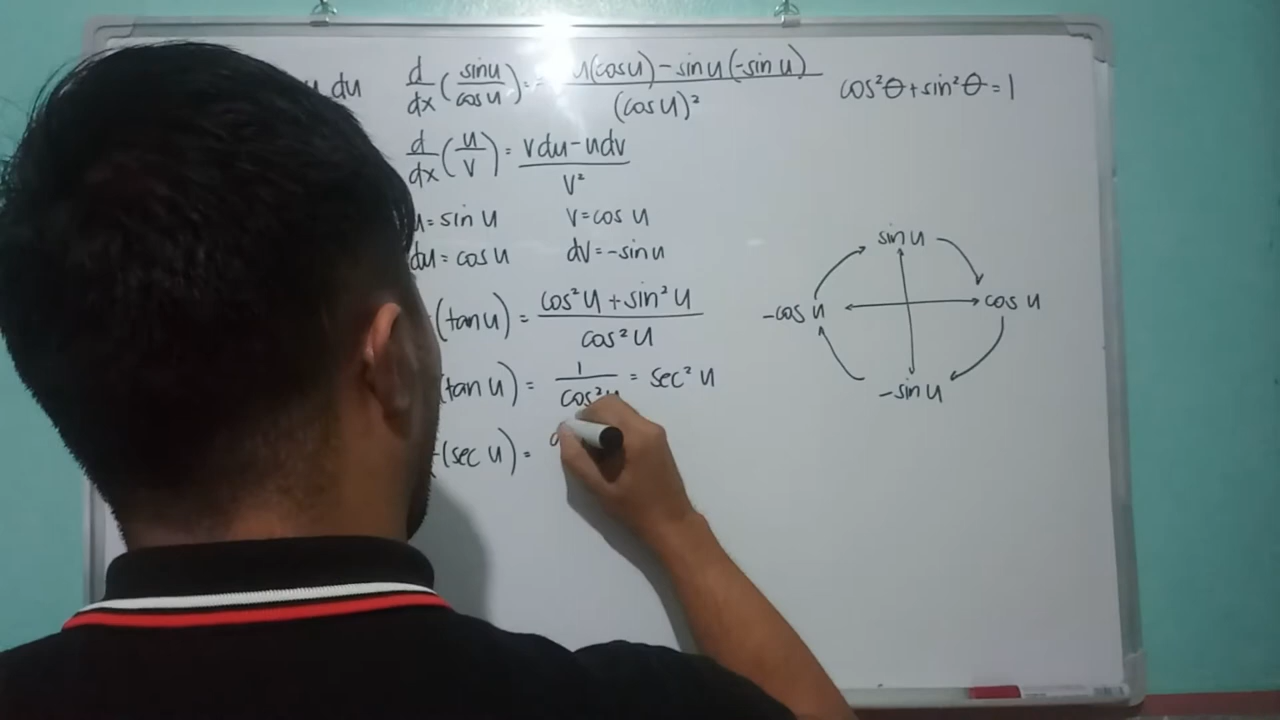 u du
d/dx (sin u / cos u) = u(cos u) - sin u(-sin u) / (cos u)²
cos²θ + sin²θ = 1
d/dx (u/v) = vdu - udv / v²
u = sin u v = cos u
du = cos u dv = -sin u
(tan u) = cos²u + sin²u / cos²u
(tan u) = 1 / cos²u = sec² u
(sec u) =
sin u
-cos u
cos u
-sin u